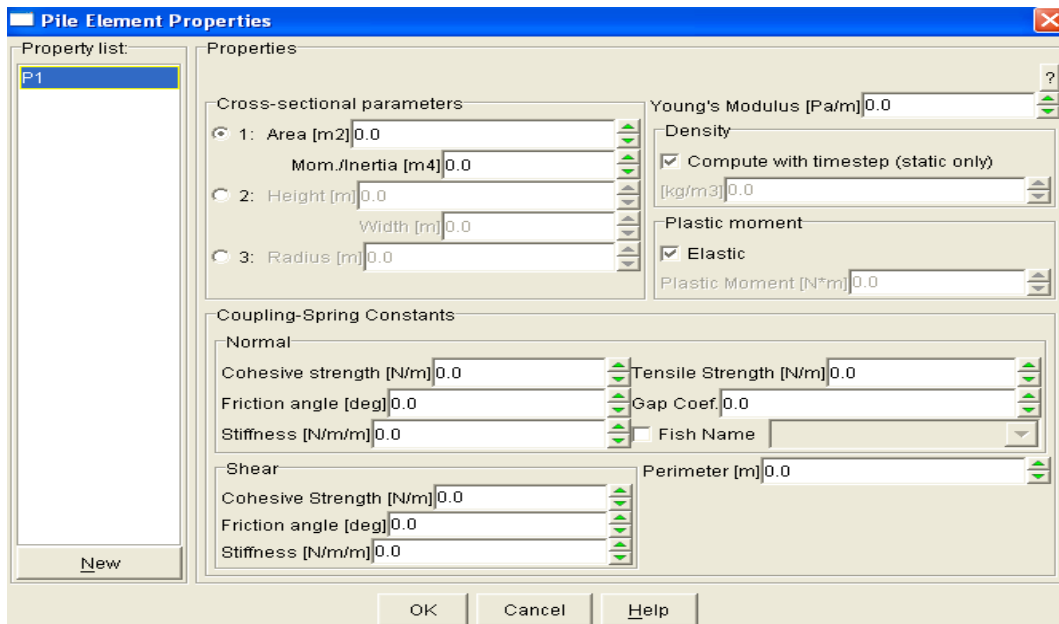 Pile Element Properties
Property list:
P1
New
Properties
?
Cross-sectional parameters
1: Area [m2] 0.0
Mom./Inertia [m4] 0.0
2: Height [m] 0.0
Width [m] 0.0
3: Radius [m] 0.0
Young's Modulus [Pa/m] 0.0
Density
Compute with timestep (static only)
[kg/m3] 0.0
Plastic moment
Elastic
Plastic Moment [N*m] 0.0
Coupling-Spring Constants
Normal
Cohesive strength [N/m] 0.0
Friction angle [deg] 0.0
Stiffness [N/m/m] 0.0
Tensile Strength [N/m] 0.0
Gap Coef. 0.0
Fish Name
Shear
Cohesive Strength [N/m] 0.0
Friction angle [deg] 0.0
Stiffness [N/m/m] 0.0
Perimeter [m] 0.0
OK Cancel Help